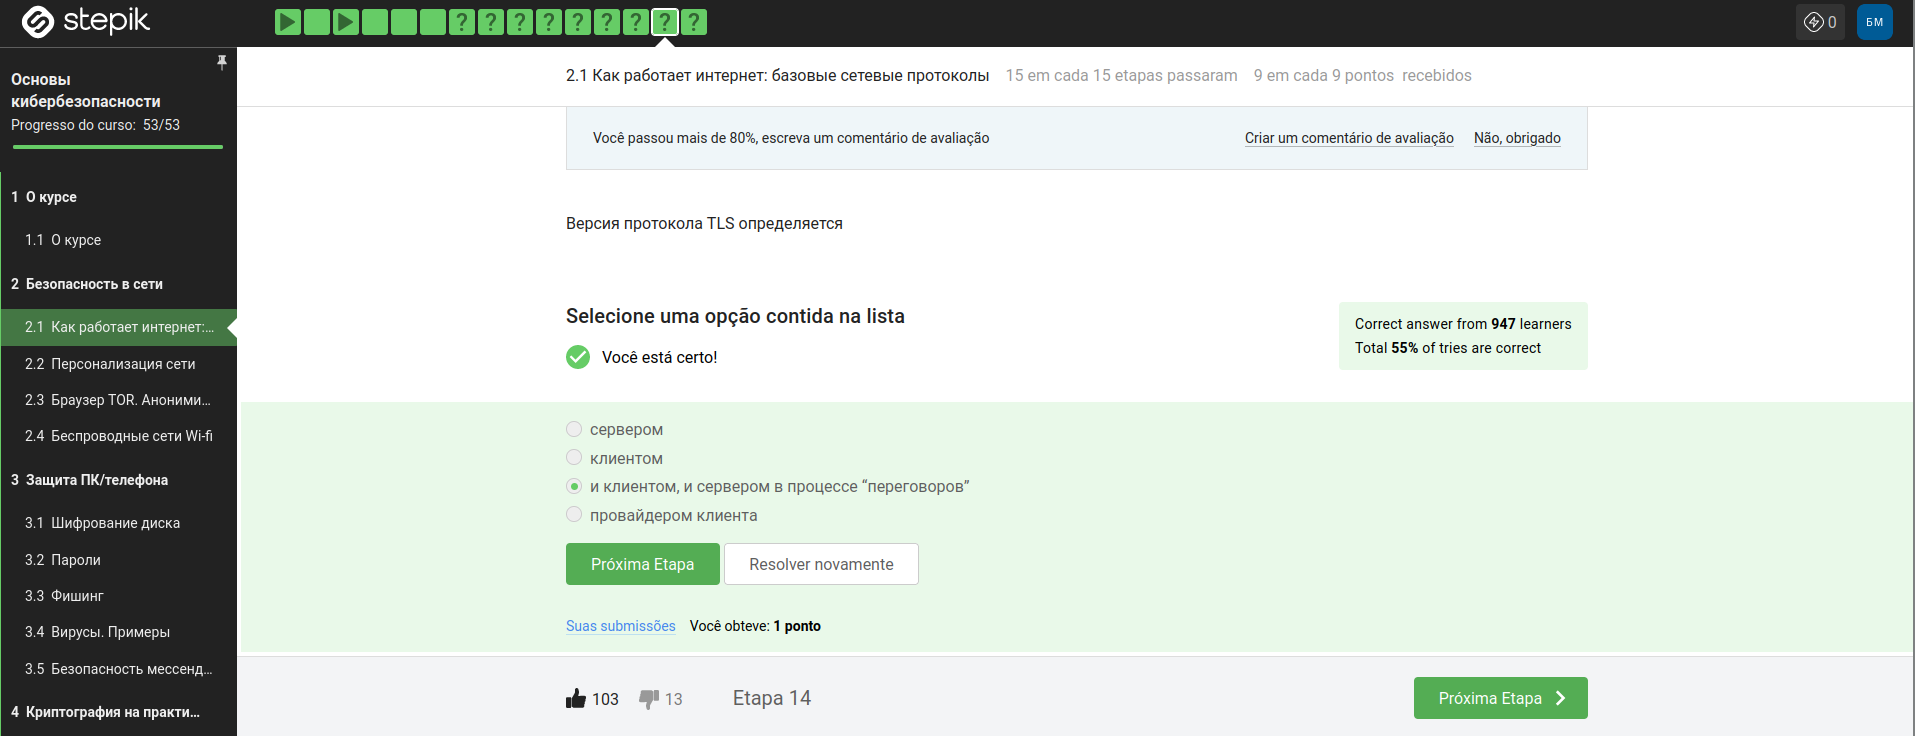 stepik
? ? ? ? ? ? ? ? ?
0
БМ
Основы
кибербезопасности
Progresso do curso: 53/53
1 О курсе
1.1 О курсе
2 Безопасность в сети
2.1 Как работает интернет:...
2.2 Персонализация сети
2.3 Браузер TOR. Аноними...
2.4 Беспроводные сети Wi-fi
3 Защита ПК/телефона
3.1 Шифрование диска
3.2 Пароли
3.3 Фишинг
3.4 Вирусы. Примеры
3.5 Безопасность мессенд...
4 Криптография на практи...
2.1 Как работает интернет: базовые сетевые протоколы 15 em cada 15 etapas passaram 9 em cada 9 pontos recebidos
Você passou mais de 80%, escreva um comentário de avaliação Criar um comentário de avaliação Não, obrigado
Версия протокола TLS определяется
Selecione uma opção contida na lista
Você está certo!
Correct answer from 947 learners
Total 55% of tries are correct
сервером
клиентом
и клиентом, и сервером в процессе “переговоров”
провайдером клиента
Próxima Etapa Resolver novamente
Suas submissões Você obteve: 1 ponto
103 13 Etapa 14 Próxima Etapa